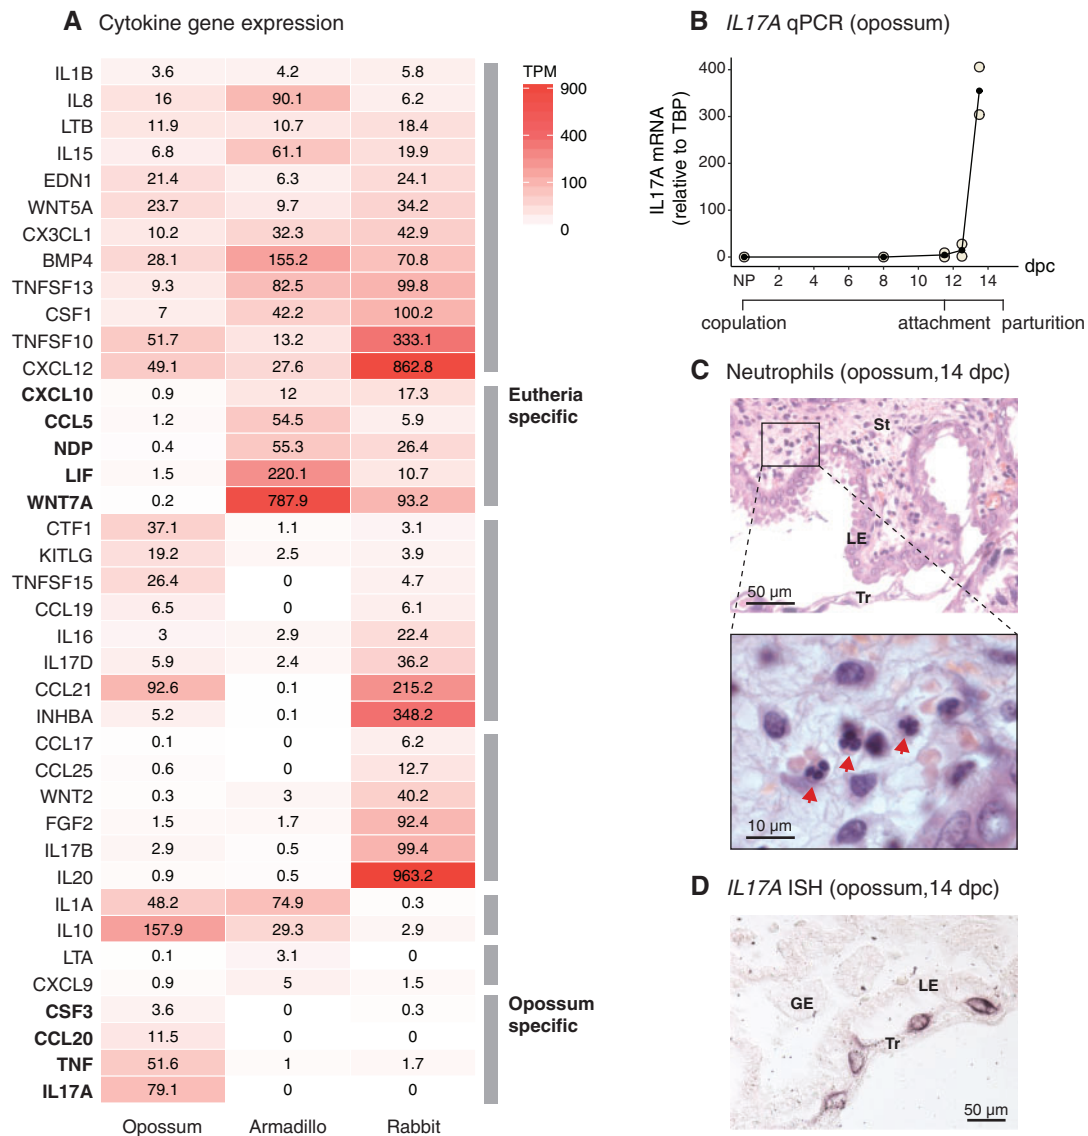 A Cytokine gene expression
TPM
900
400
100
0
IL1B 3.6 4.2 5.8
IL8 16 90.1 6.2
LTB 11.9 10.7 18.4
IL15 6.8 61.1 19.9
EDN1 21.4 6.3 24.1
WNT5A 23.7 9.7 34.2
CX3CL1 10.2 32.3 42.9
BMP4 28.1 155.2 70.8
TNFSF13 9.3 82.5 99.8
CSF1 7 42.2 100.2
TNFSF10 51.7 13.2 333.1
CXCL12 49.1 27.6 862.8
CXCL10 0.9 12 17.3
CCL5 1.2 54.5 5.9
NDP 0.4 55.3 26.4
LIF 1.5 220.1 10.7
WNT7A 0.2 787.9 93.2
Eutheria
specific
CTF1 37.1 1.1 3.1
KITLG 19.2 2.5 3.9
TNFSF15 26.4 0 4.7
CCL19 6.5 0 6.1
IL16 3 2.9 22.4
IL17D 5.9 2.4 36.2
CCL21 92.6 0.1 215.2
INHBA 5.2 0.1 348.2
CCL17 0.1 0 6.2
CCL25 0.6 0 12.7
WNT2 0.3 3 40.2
FGF2 1.5 1.7 92.4
IL17B 2.9 0.5 99.4
IL20 0.9 0.5 963.2
IL1A 48.2 74.9 0.3
IL10 157.9 29.3 2.9
LTA 0.1 3.1 0
CXCL9 0.9 5 1.5
CSF3 3.6 0 0.3
CCL20 11.5 0 0
TNF 51.6 1 1.7
IL17A 79.1 0 0
Opossum
specific
Opossum Armadillo Rabbit
B IL17A qPCR (opossum)
IL17A mRNA
(relative to TBP)
400
300
200
100
0
NP 2 4 6 8 10 12 14 dpc
copulation attachment parturition
C Neutrophils (opossum,14 dpc)
St
LE
Tr
50 μm
10 μm
D IL17A ISH (opossum,14 dpc)
GE
LE
Tr
50 μm